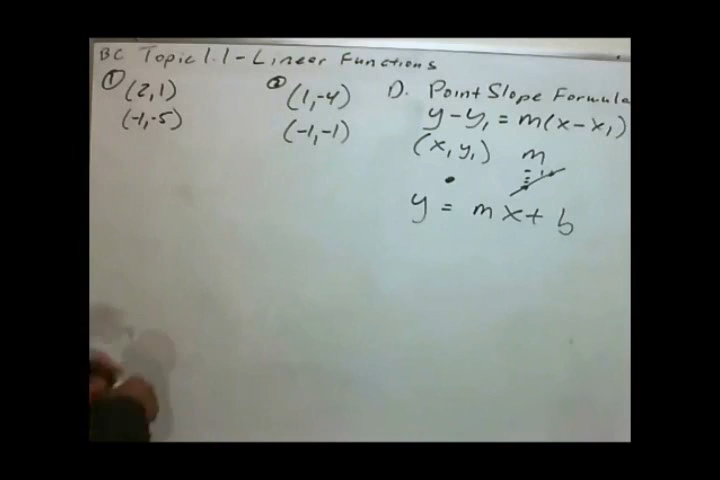 BC Topic 1.1 - Linear Functions
① (2,1)
(-1,-5)
② (1,-4)
(-1,-1)
D. Point Slope Formula
y - y₁ = m(x - x₁)
(x, y₁) m
y = mx + b